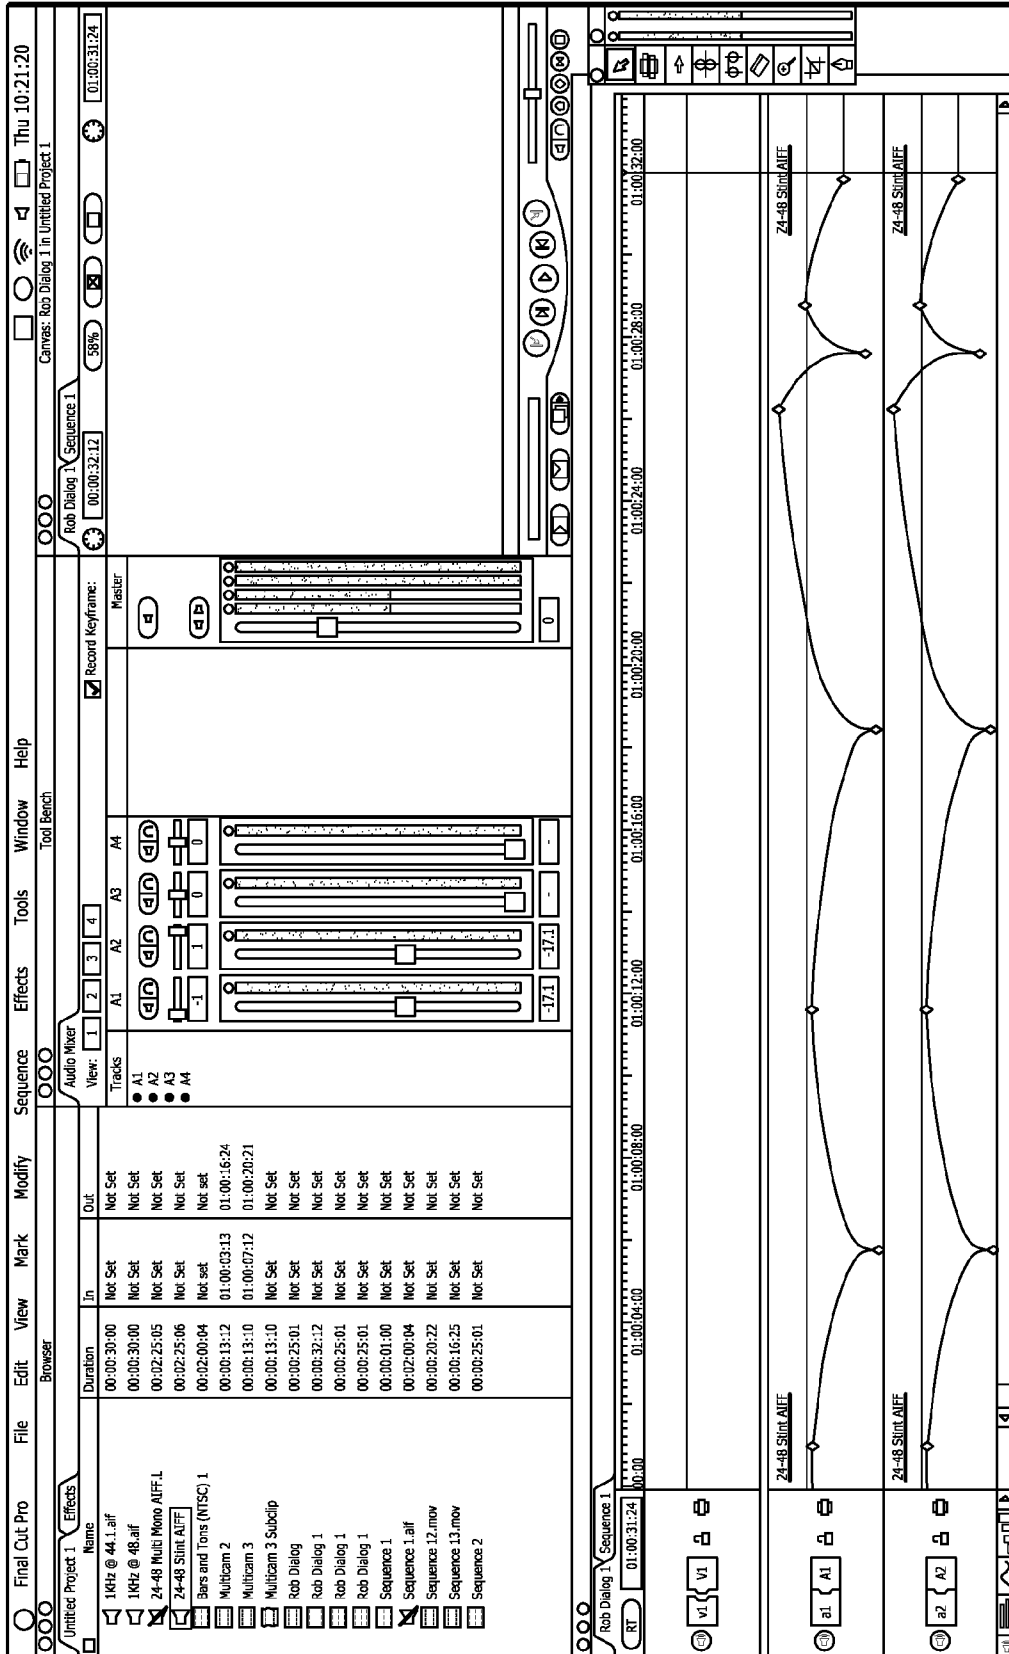 Final Cut Pro File Edit View Mark Modify Sequence Effects Tools Window Help Thu 10:21:20
Browser
Untitled Project 1 Effects
Name Duration In Out
1KHz @ 44.1.aif 00:00:30:00 Not Set Not Set
1KHz @ 48.aif 00:00:30:00 Not Set Not Set
24-48 Multi Mono AIFF.L 00:02:25:05 Not Set Not Set
24-48 Stint AIFF 00:02:25:06 Not Set Not Set
Bars and Tons (NTSC) 1 00:02:00:04 Not set Not set
Multicam 2 00:00:13:12 01:00:03:13 01:00:16:24
Multicam 3 00:00:13:10 01:00:07:12 01:00:20:21
Multicam 3 Subclip 00:00:13:10 Not Set Not Set
Rob Dialog 00:00:25:01 Not Set Not Set
Rob Dialog 1 00:00:32:12 Not Set Not Set
Rob Dialog 1 00:00:25:01 Not Set Not Set
Rob Dialog 1 00:00:25:01 Not Set Not Set
Sequence 1 00:00:01:00 Not Set Not Set
Sequence 1.aif 00:02:00:04 Not Set Not Set
Sequence 12.mov 00:00:20:22 Not Set Not Set
Sequence 13.mov 00:00:16:25 Not Set Not Set
Sequence 2 00:00:25:01 Not Set Not Set
Tool Bench
Audio Mixer
View: 1 2 3 4 Record Keyframe:
Tracks A1 A2 A3 A4 Master
A1
A2
A3
A4
-1 1 0 0
-17.1 -17.1 - - 0
Canvas: Rob Dialog 1 in Untitled Project 1
Rob Dialog 1 Sequence 1
00:00:32:12 58% 01:00:31:24
Rob Dialog 1 Sequence 1
RT 01:00:31:24 00:00 01:00:04:00 01:00:08:00 01:00:12:00 01:00:16:00 01:00:20:00 01:00:24:00 01:00:28:00 01:00:32:00
v1 V1
24-48 Stint AIFF 24-48 Stint AIFF
a1 A1
24-48 Stint AIFF 24-48 Stint AIFF
a2 A2